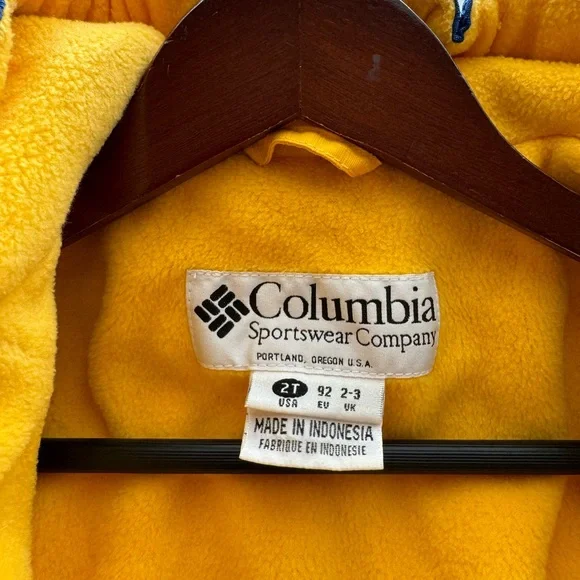 Columbia
Sportswear Company
PORTLAND, OREGON U.S.A.
2T 92 2-3
USA EU UK
MADE IN INDONESIA
FABRIQUE EN INDONESIE